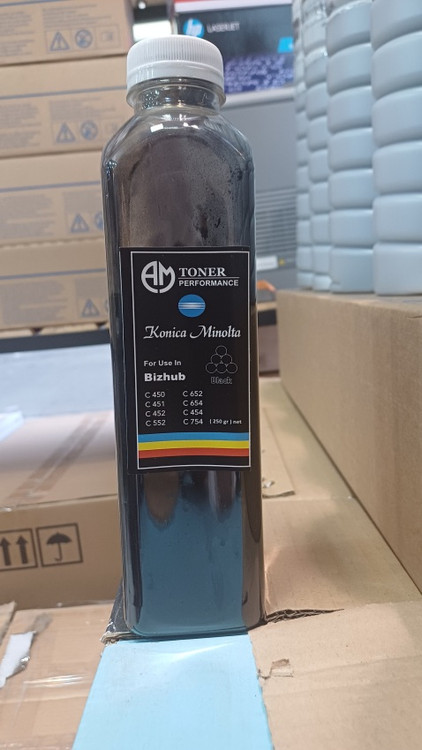 hp LASERJET
AM TONER
PERFORMANCE
Konica Minolta
For Use In
Bizhub
Black
C 450 C 652
C 451 C 654
C 452 C 454
C 552 C 754 ( 250 gr ) net